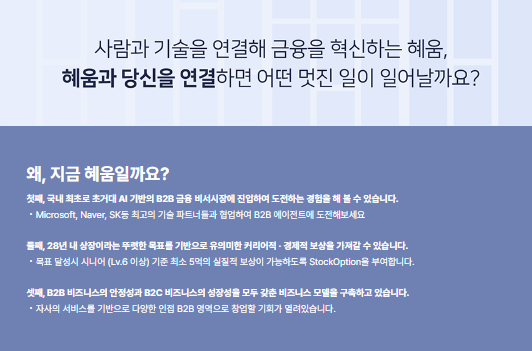 사람과 기술을 연결해 금융을 혁신하는 혜움,
혜움과 당신을 연결하면 어떤 멋진 일이 일어날까요?
왜, 지금 혜움일까요?
첫째, 국내 최초로 초거대 AI 기반의 B2B 금융 비서시장에 진입하여 도전하는 경험을 해 볼 수 있습니다.
· Microsoft, Naver, SK등 최고의 기술 파트너들과 협업하여 B2B 에이전트에 도전해보세요
둘째, 28년 내 상장이라는 뚜렷한 목표를 기반으로 유의미한 커리어적 · 경제적 보상을 가져갈 수 있습니다.
· 목표 달성시 시니어 (Lv.6 이상) 기준 최소 5억의 실질적 보상이 가능하도록 StockOption을 부여합니다.
셋째, B2B 비즈니스의 안정성과 B2C 비즈니스의 성장성을 모두 갖춘 비즈니스 모델을 구축하고 있습니다.
· 자사의 서비스를 기반으로 다양한 인접 B2B 영역으로 창업할 기회가 열려있습니다.